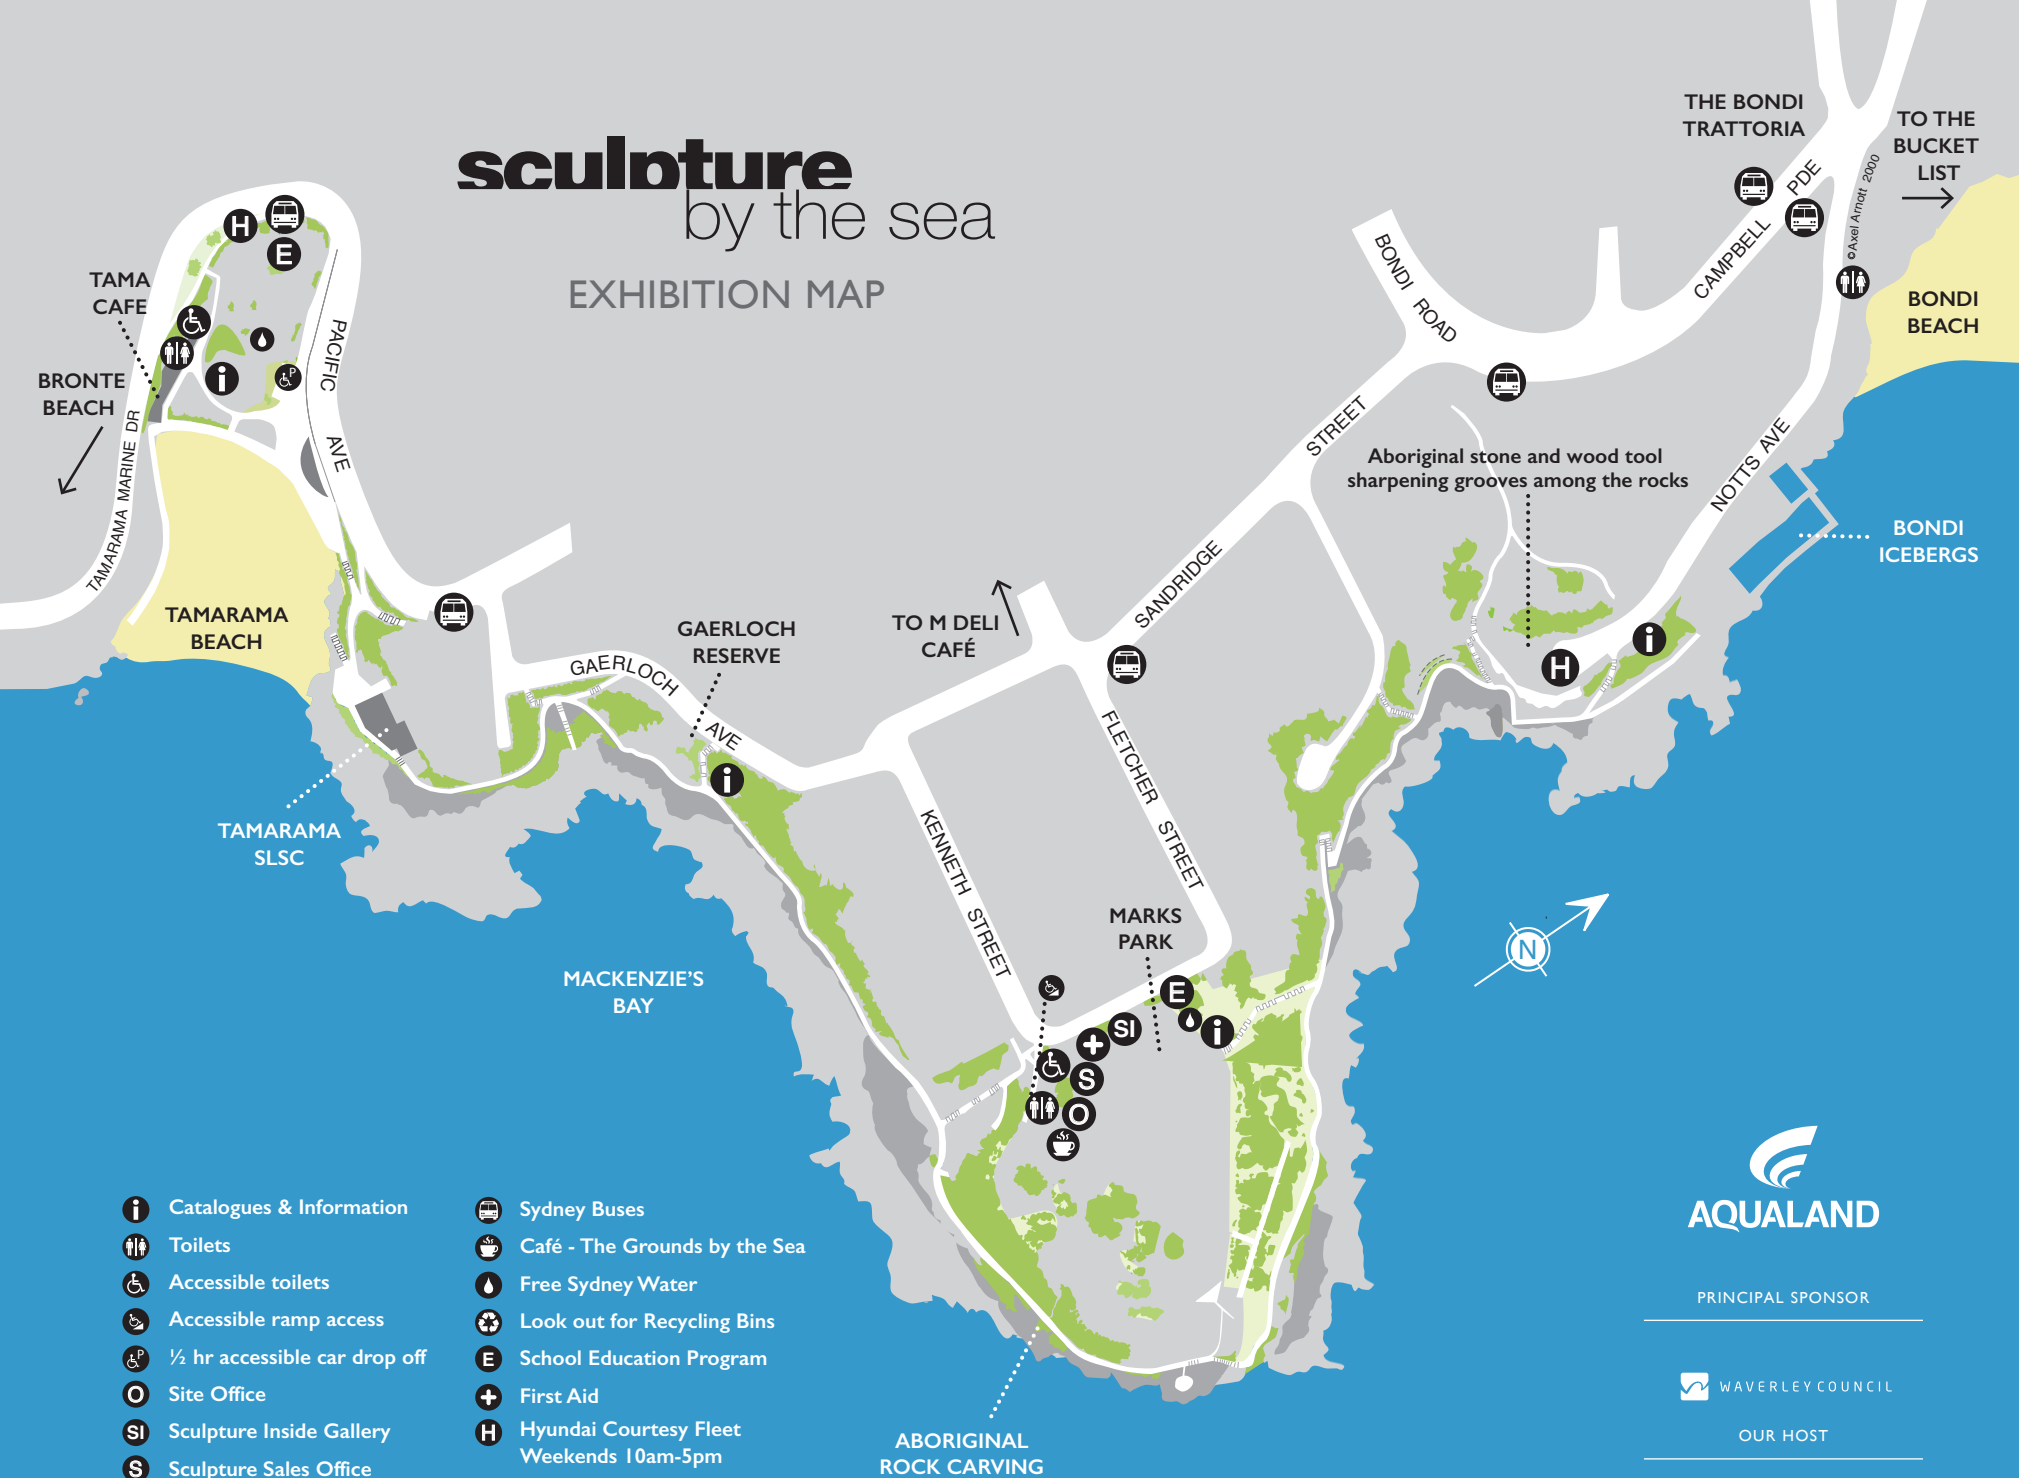 sculpture
by the sea
EXHIBITION MAP
THE BONDI
TRATTORIA
TO THE
BUCKET
LIST
CAMPBELL PDE
©Axel Arnott 2000
BONDI
BEACH
BONDI ROAD
H
E
TAMA
CAFE
P
i
PACIFIC AVE
BRONTE
BEACH
TAMARAMA MARINE DR
TAMARAMA
BEACH
SANDRIDGE STREET
Aboriginal stone and wood tool
sharpening grooves among the rocks
NOTTS AVE
BONDI
ICEBERGS
GAERLOCH
RESERVE
TO M DELI
CAFÉ
GAERLOCH AVE
i
H
i
TAMARAMA
SLSC
FLETCHER STREET
KENNETH STREET
MARKS
PARK
MACKENZIE’S
BAY
N
E
i
SI
S
O
i Catalogues & Information
Toilets
Accessible toilets
Accessible ramp access
P ½ hr accessible car drop off
O Site Office
SI Sculpture Inside Gallery
S Sculpture Sales Office
Sydney Buses
Café - The Grounds by the Sea
Free Sydney Water
Look out for Recycling Bins
E School Education Program
First Aid
H Hyundai Courtesy Fleet
Weekends 10am-5pm
ABORIGINAL
ROCK CARVING
AQUALAND
PRINCIPAL SPONSOR
WAVERLEY COUNCIL
OUR HOST